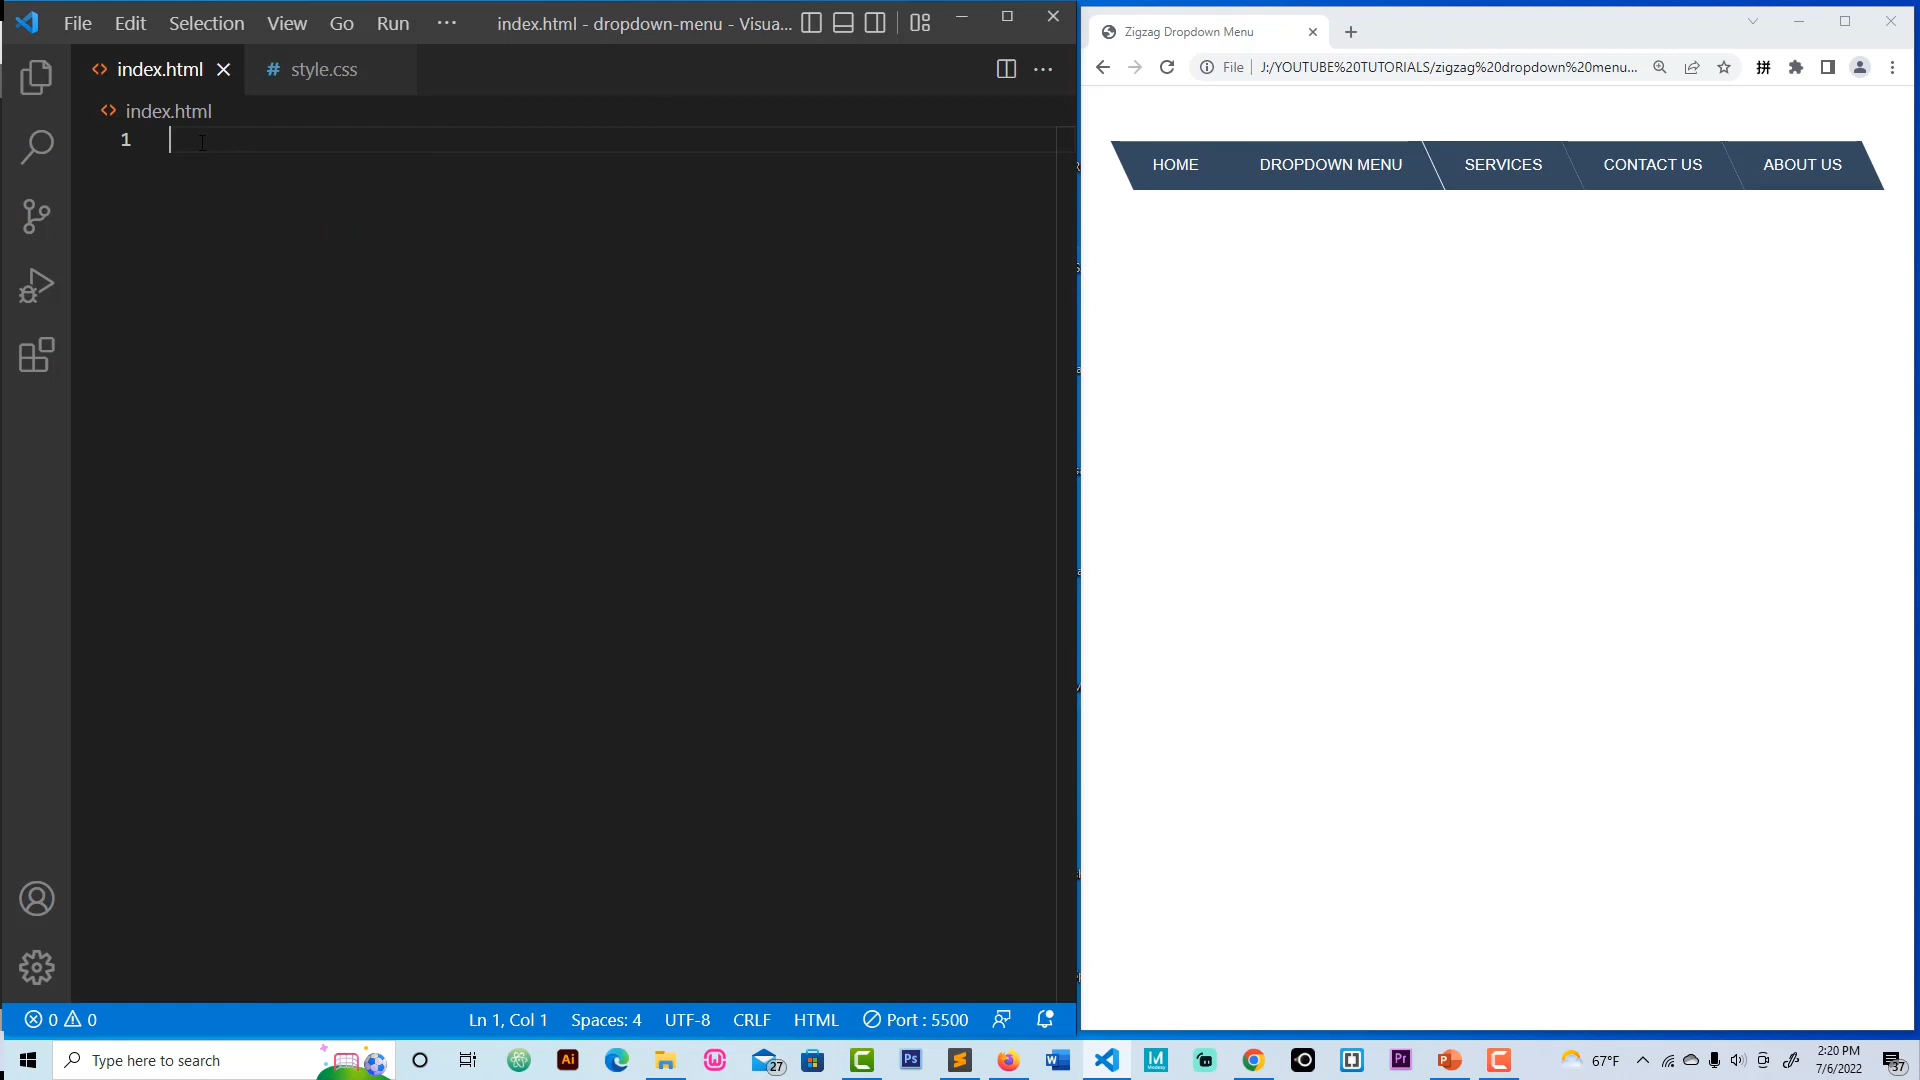 File Edit Selection View Go Run ··· index.html - dropdown-menu - Visua...
index.html # style.css ···
index.html
1
0 0 Ln 1, Col 1 Spaces: 4 UTF-8 CRLF HTML Port : 5500
Zigzag Dropdown Menu
File J:/YOUTUBE%20TUTORIALS/zigzag%20dropdown%20menu...
HOME DROPDOWN MENU SERVICES CONTACT US ABOUT US
Type here to search Ai 27 Ps Pr 67°F 2:20 PM
7/6/2022 37